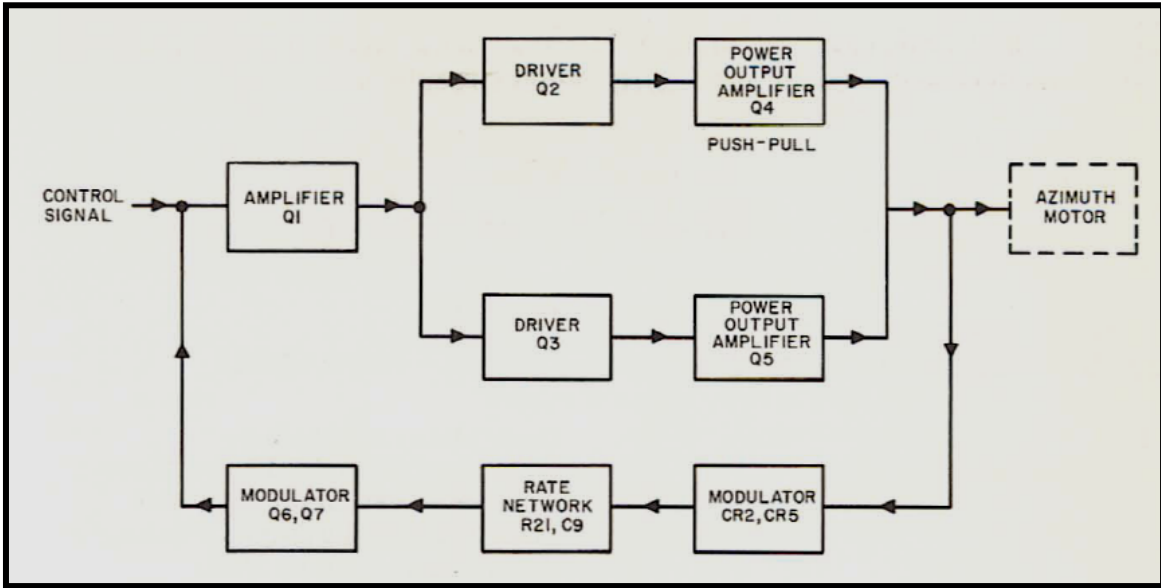 CONTROL
SIGNAL
AMPLIFIER
Q1
DRIVER
Q2
POWER
OUTPUT
AMPLIFIER
Q4
PUSH-PULL
DRIVER
Q3
POWER
OUTPUT
AMPLIFIER
Q5
AZIMUTH
MOTOR
MODULATOR
Q6, Q7
RATE
NETWORK
R21, C9
MODULATOR
CR2, CR5